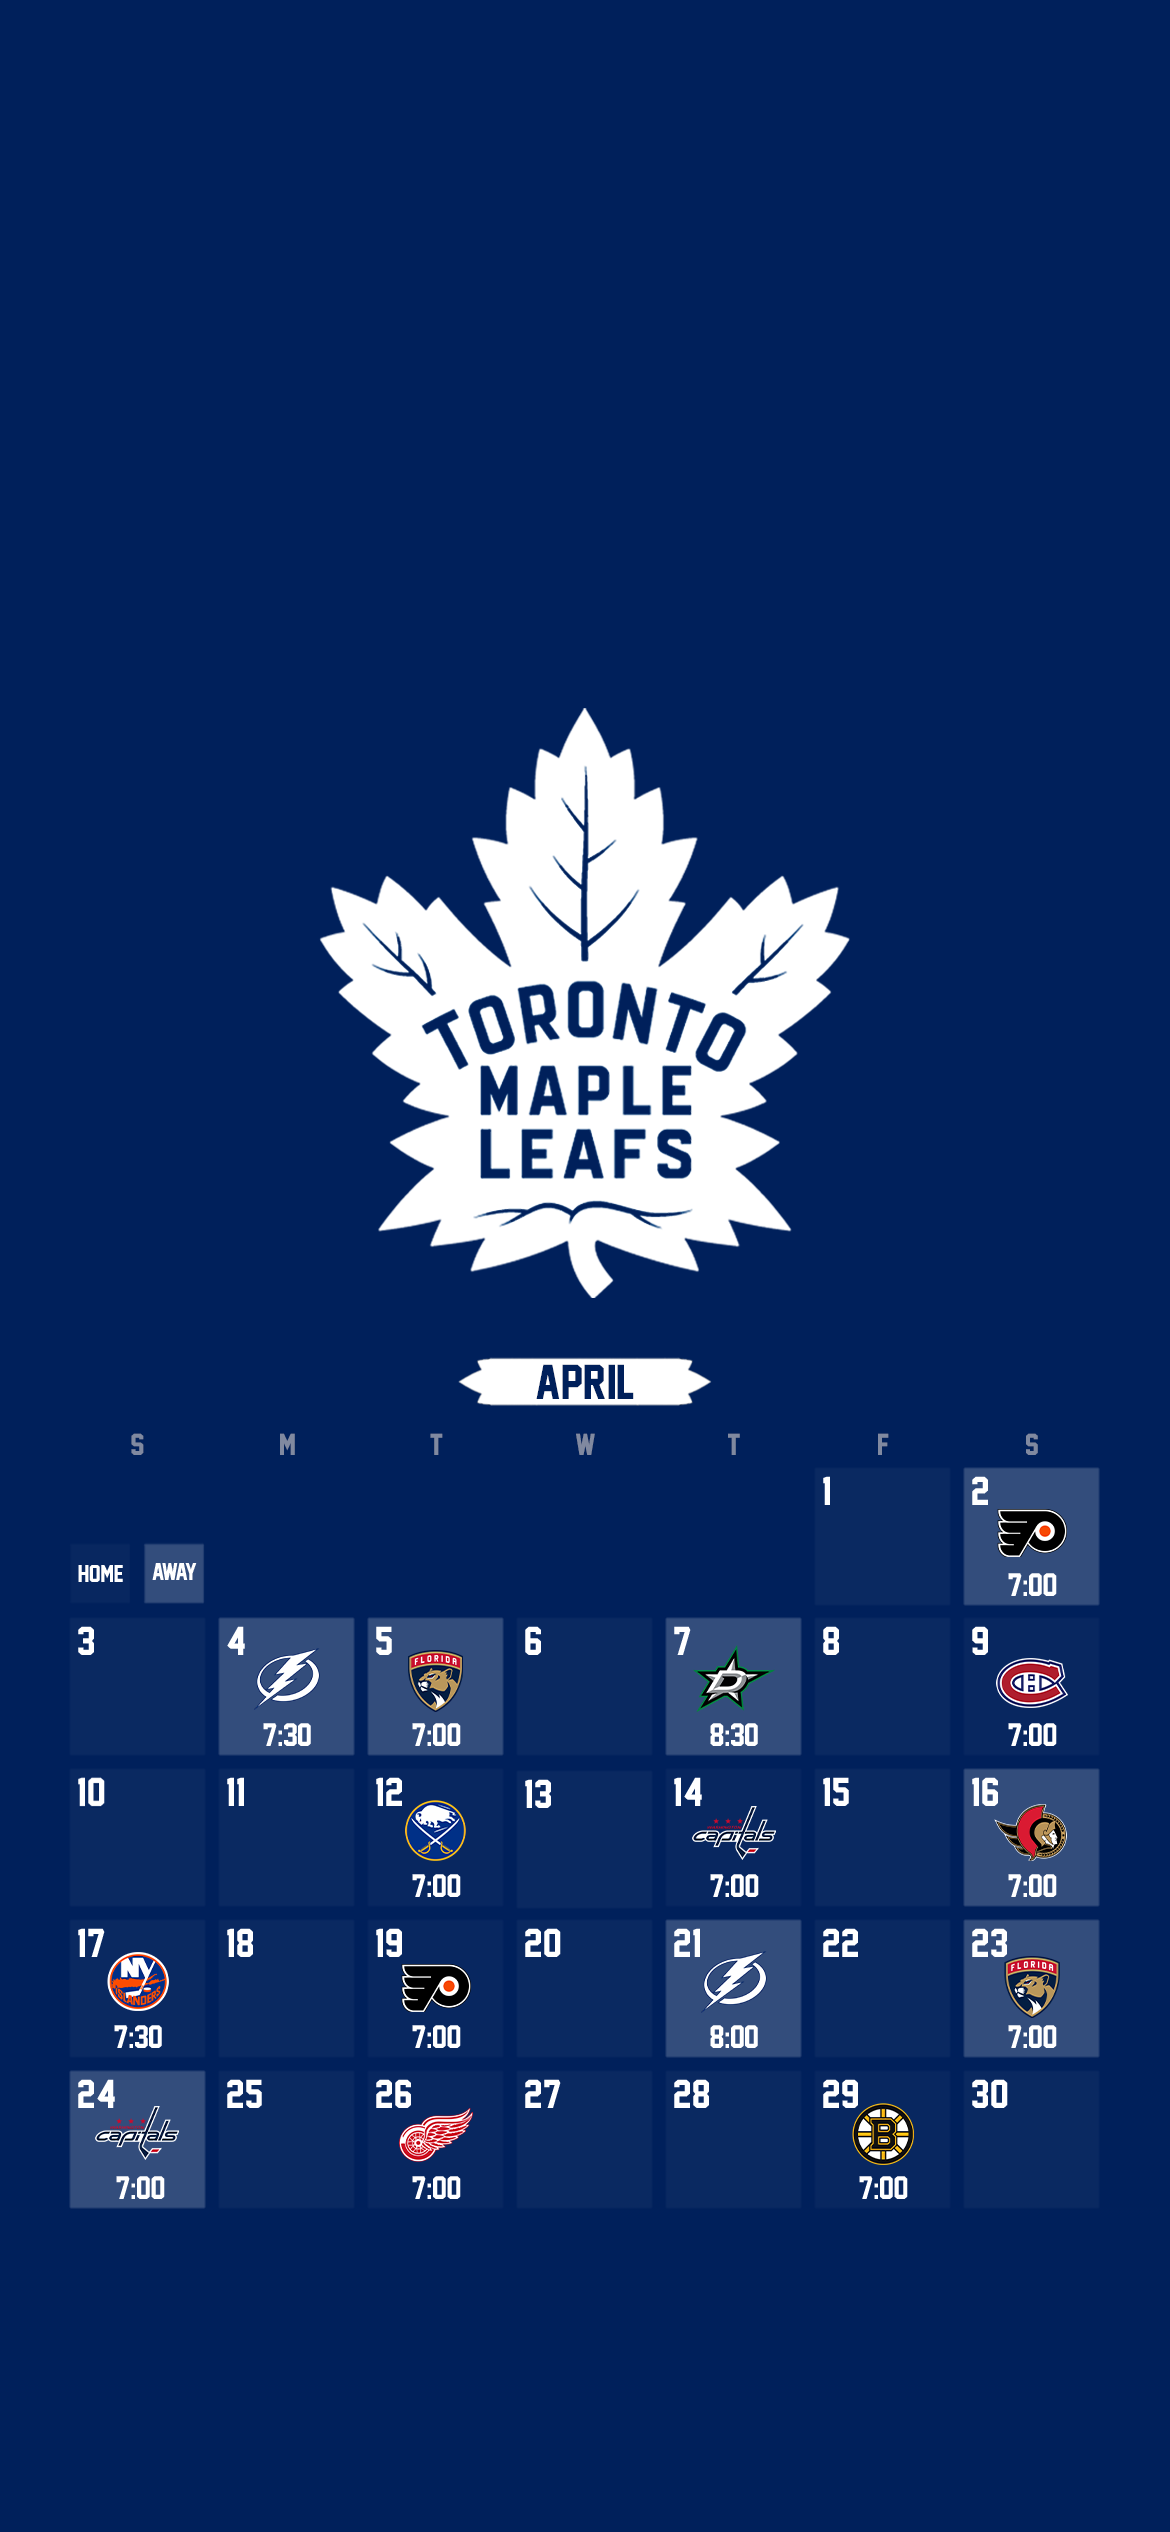 TORONTO
MAPLE
LEAFS
APRIL
S M T W T F S
1 2
7:00
HOME AWAY
3 4 5 6 7 8 9
FLORIDA
7:30 7:00 8:30 7:00
10 11 12 13 14 15 16
capitals
7:00 7:00 7:00
17 18 19 20 21 22 23
NY
ISLANDERS
FLORIDA
7:30 7:00 8:00 7:00
24 25 26 27 28 29 30
capitals
B
7:00 7:00 7:00